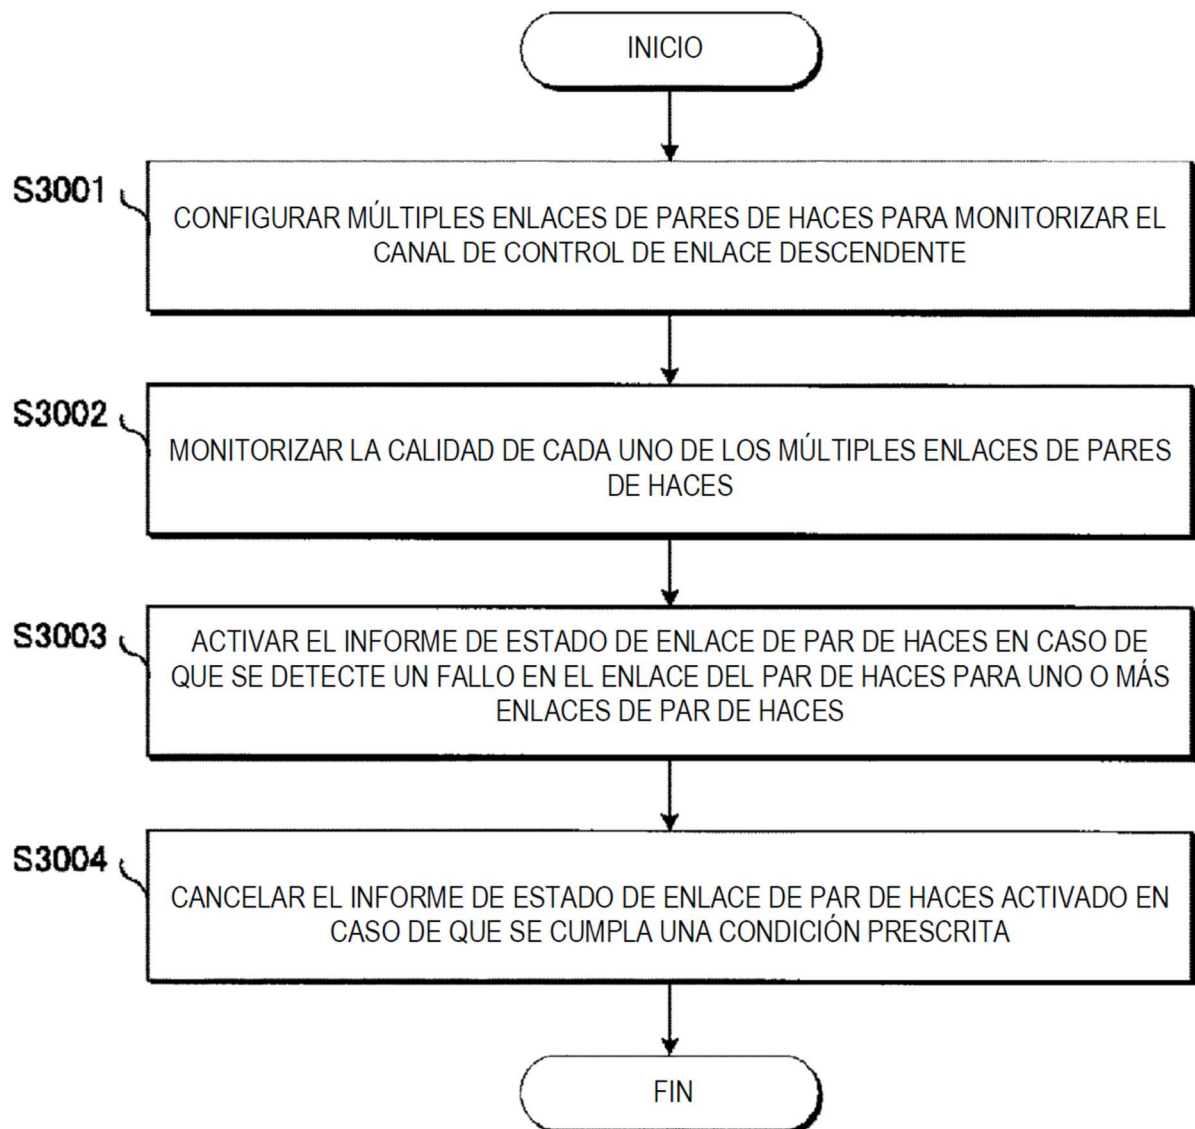 INICIO
S3001
CONFIGURAR MÚLTIPLES ENLACES DE PARES DE HACES PARA MONITORIZAR EL
CANAL DE CONTROL DE ENLACE DESCENDENTE
S3002
MONITORIZAR LA CALIDAD DE CADA UNO DE LOS MÚLTIPLES ENLACES DE PARES
DE HACES
S3003
ACTIVAR EL INFORME DE ESTADO DE ENLACE DE PAR DE HACES EN CASO DE
QUE SE DETECTE UN FALLO EN EL ENLACE DEL PAR DE HACES PARA UNO O MÁS
ENLACES DE PAR DE HACES
S3004
CANCELAR EL INFORME DE ESTADO DE ENLACE DE PAR DE HACES ACTIVADO EN
CASO DE QUE SE CUMPLA UNA CONDICIÓN PRESCRITA
FIN